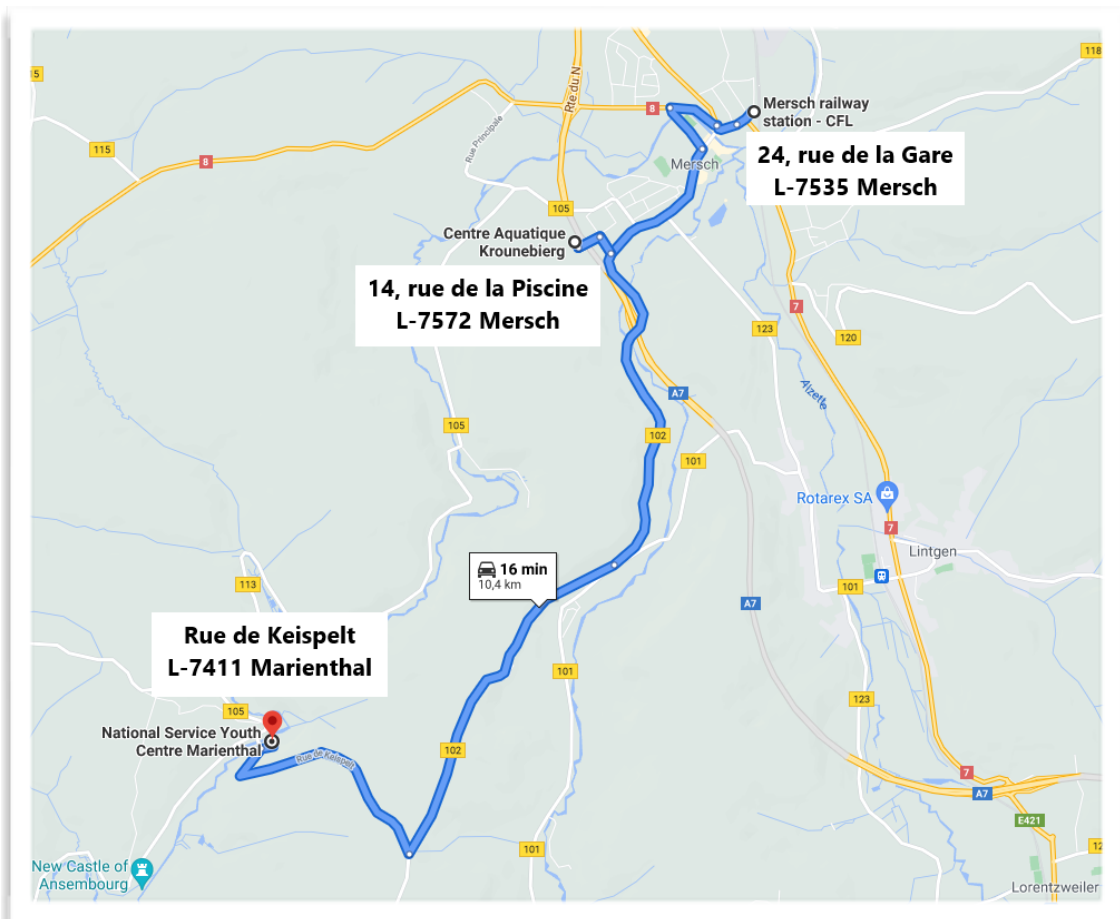 118
15
Rte du N
Mersch railway
station - CFL
8
Rue Principale
115
8
Mersch
24, rue de la Gare
L-7535 Mersch
105
Centre Aquatique
Krounebierg
14, rue de la Piscine
L-7572 Mersch
7
123
120
A7
Alzette
105
102
101
Rotarex SA
7
Lintgen
16 min
10,4 km
113
101
A7
Rue de Keispelt
L-7411 Marienthal
101
123
105
National Service Youth
Centre Marienthal
102
Rue de Keispelt
7
A7
E421
101
12
New Castle of
Ansembourg
Lorentzweiler